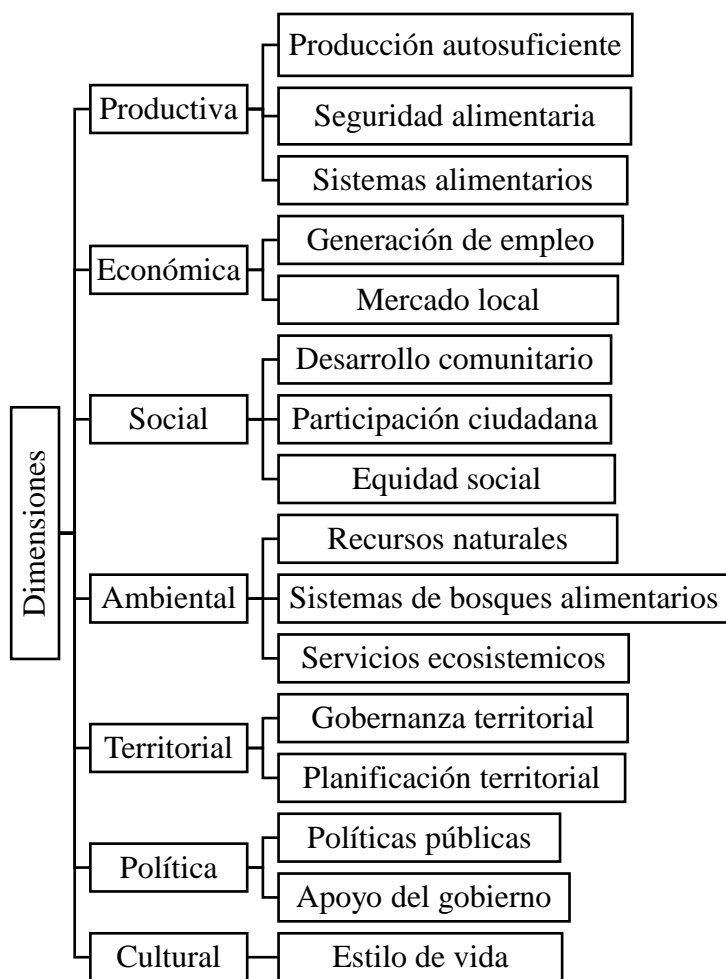 Dimensiones
Productiva
Producción autosuficiente
Seguridad alimentaria
Sistemas alimentarios
Económica
Generación de empleo
Mercado local
Social
Desarrollo comunitario
Participación ciudadana
Equidad social
Ambiental
Recursos naturales
Sistemas de bosques alimentarios
Servicios ecosistemicos
Territorial
Gobernanza territorial
Planificación territorial
Política
Políticas públicas
Apoyo del gobierno
Cultural
Estilo de vida